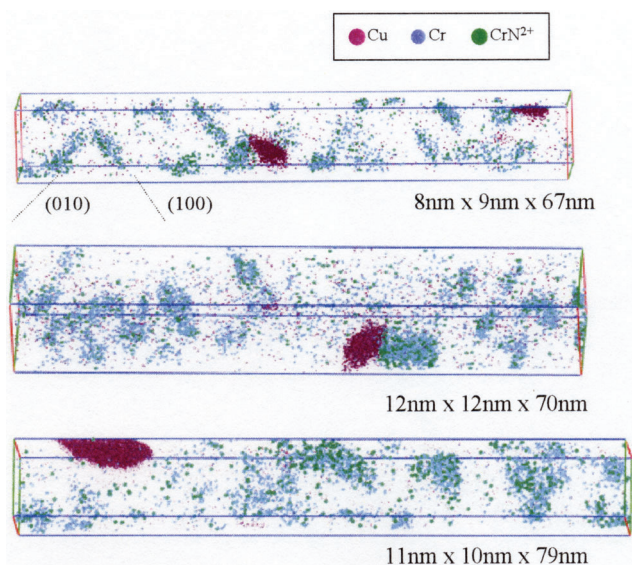 Cu Cr CrN²⁺
(010) (100)
8nm x 9nm x 67nm
12nm x 12nm x 70nm
11nm x 10nm x 79nm